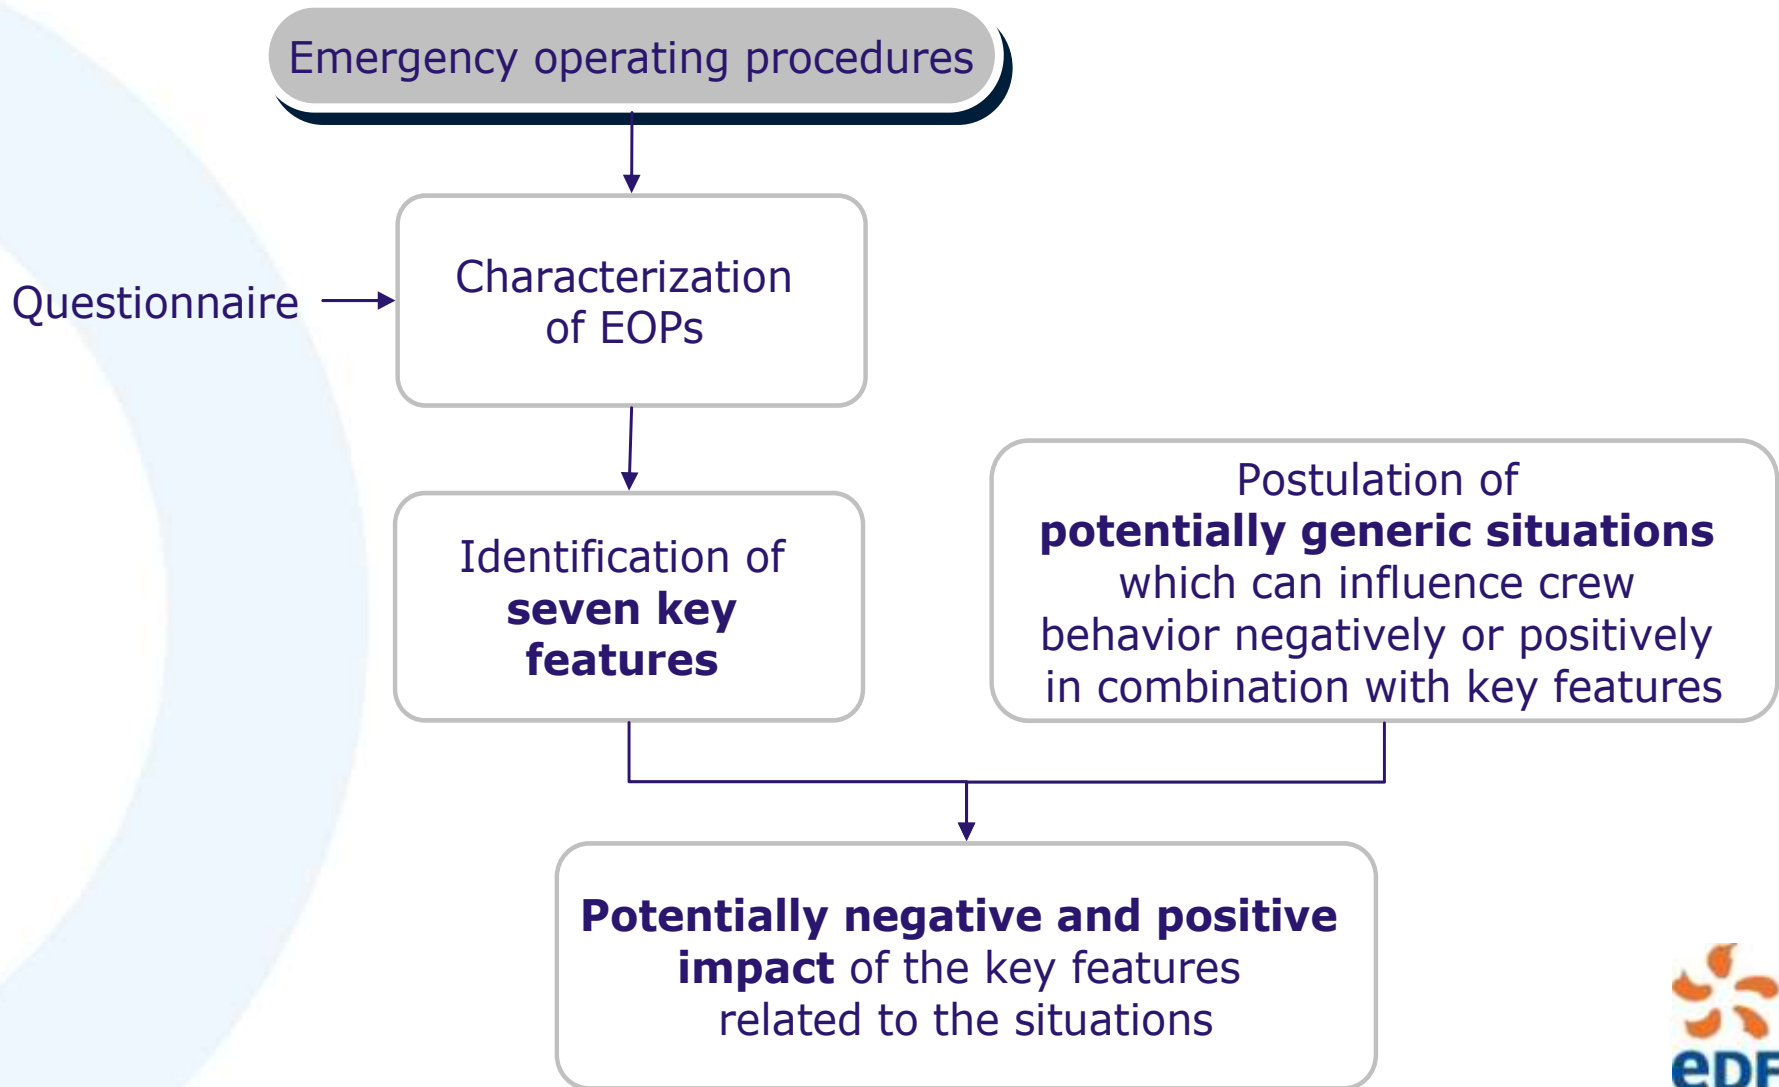 Emergency operating procedures
Questionnaire
Characterization
of EOPs
Identification of
seven key
features
Postulation of
potentially generic situations
which can influence crew
behavior negatively or positively
in combination with key features
Potentially negative and positive
impact of the key features
related to the situations
eDF